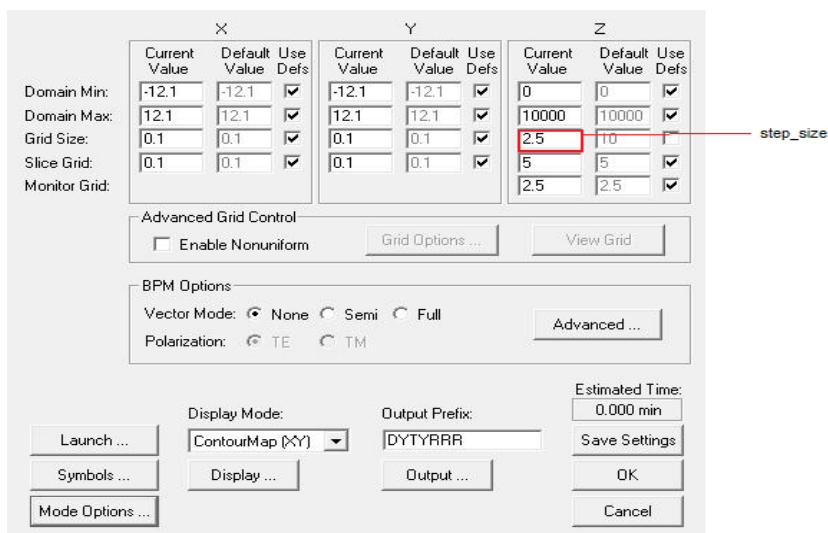 X Y Z
Current Value Default Value Use Defs Current Value Default Value Use Defs Current Value Default Value Use Defs
Domain Min: -12.1 -12.1 -12.1 -12.1 0 0
Domain Max: 12.1 12.1 12.1 12.1 10000 10000
Grid Size: 0.1 0.1 0.1 0.1 2.5 10 step_size
Slice Grid: 0.1 0.1 0.1 0.1 5 5
Monitor Grid: 2.5 2.5
Advanced Grid Control
Enable Nonuniform Grid Options ... View Grid
BPM Options
Vector Mode: None Semi Full
Advanced ...
Polarization: TE TM
Estimated Time:
0.000 min
Display Mode: Output Prefix:
Launch ... ContourMap (XY) DYTYRRR Save Settings
Symbols ... Display ... Output ... OK
Mode Options ... Cancel